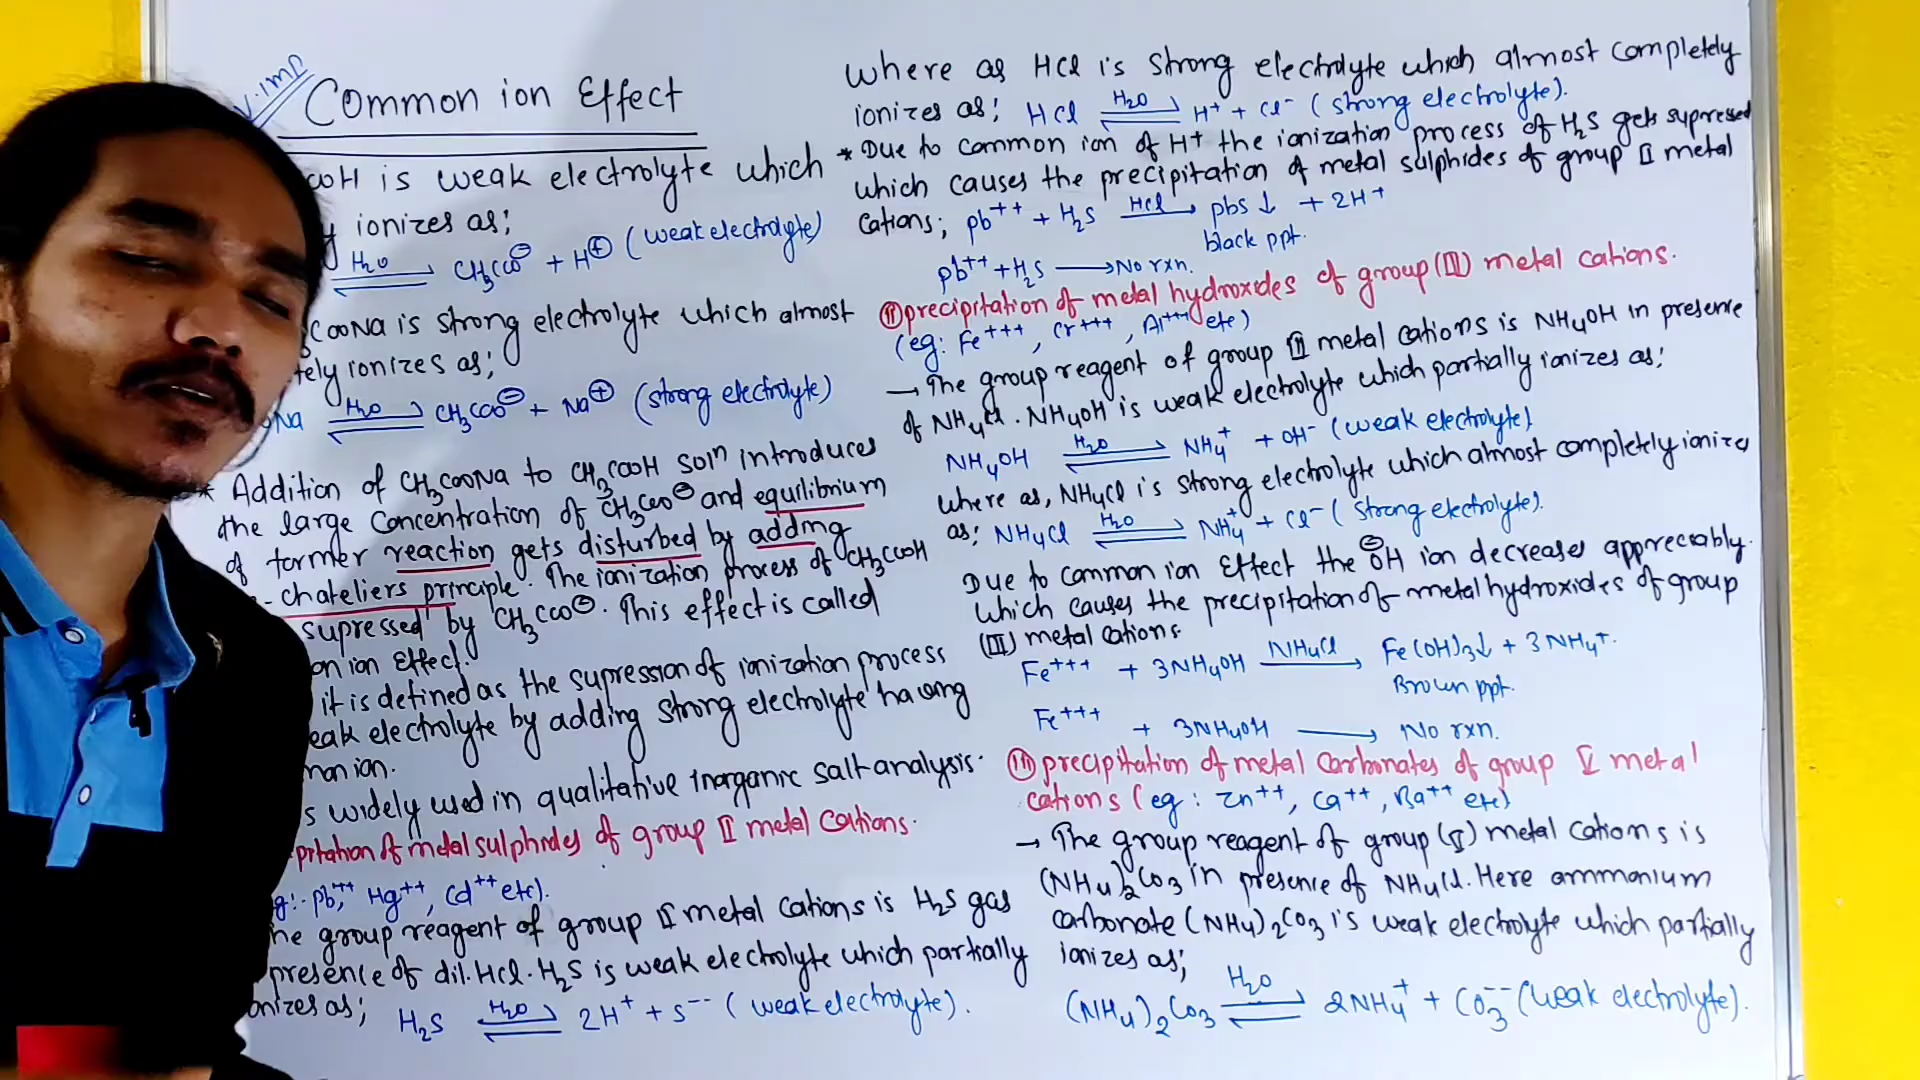 V.IMP
Common ion Effect
COOH is weak electrolyte which
y ionizes as;
H2O CH3COO⊖ + H⊕ (weak electrolyte)
COONa is strong electrolyte which almost
tely ionizes as;
Na H2O CH3COO⊖ + Na⊕ (strong electrolyte)
* Addition of CH3COONa to CH3COOH solⁿ introduces
the large concentration of CH3COO⊖ and equilibrium
of former reaction gets disturbed by adding
- chateliers principle. The ionization process of CH3COOH
supressed by CH3COO⊖. This effect is called
on ion Effect.
it is defined as the supression of ionization process
eak electrolyte by adding strong electrolyte having
mon ion.
s widely used in qualitative inorganic salt analysis.
pitation of metal sulphides of group II metal cations.
g:- pb++, Hg++, Cd++ etc).
he group reagent of group II metal cations is H2S gas
presence of dil. HCl. H2S is weak electrolyte which partially
onizes as;
H2S ⇌ H2O 2H+ + S-- (weak electrolyte).
where as HCl is strong electrolyte which almost completely
ionizes as; HCl ⇌ H2O H+ + Cl- (strong electrolyte).
* Due to common ion of H+ the ionization process of H2S gets supressed
which causes the precipitation of metal sulphides of group II metal
cations; pb++ + H2S HCl → pbS ↓ + 2H+
black ppt.
pb++ + H2S → No rxn.
(ii) precipitation of metal hydroxides of group (III) metal cations.
(eg: Fe+++, Cr+++, Al+++ etc)
→ The group reagent of group III metal cations is NH4OH in presence
of NH4Cl. NH4OH is weak electrolyte which partially ionizes as;
NH4OH ⇌ H2O NH4+ + OH- (weak electrolyte)
where as, NH4Cl is strong electrolyte which almost completely ionizes
as; NH4Cl ⇌ H2O NH4+ + Cl- (strong electrolyte).
Due to common ion Effect the ⊖OH ion decreases appreciably.
which causes the precipitation of metal hydroxides of group
(III) metal cations.
Fe+++ + 3NH4OH NH4Cl → Fe(OH)3↓ + 3NH4+.
Brown ppt.
Fe+++ + 3NH4OH → No rxn.
(iii) precipitation of metal carbonates of group V metal
cations (eg: Zn++, Ca++, Ba++ etc)
→ The group reagent of group (V) metal cations is
(NH4)2CO3 in presence of NH4Cl. Here ammonium
carbonate (NH4)2CO3 is weak electrolyte which partially
ionizes as;
(NH4)2CO3 ⇌ H2O 2NH4+ + CO3-- (weak electrolyte).